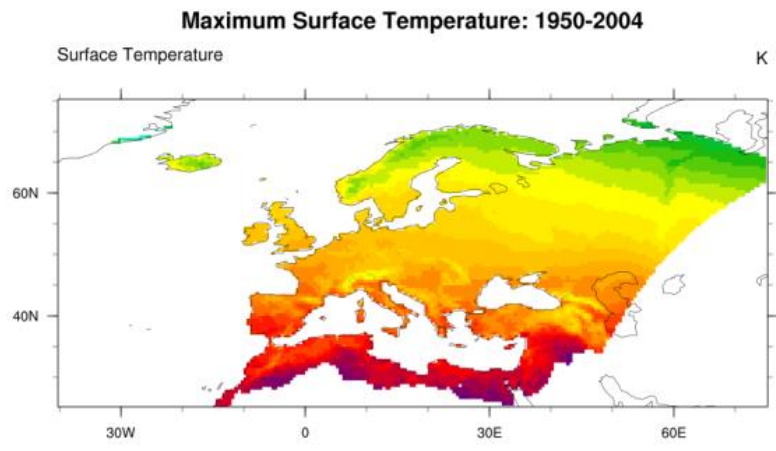 Maximum Surface Temperature: 1950-2004
Surface Temperature K
60N
40N
30W 0 30E 60E